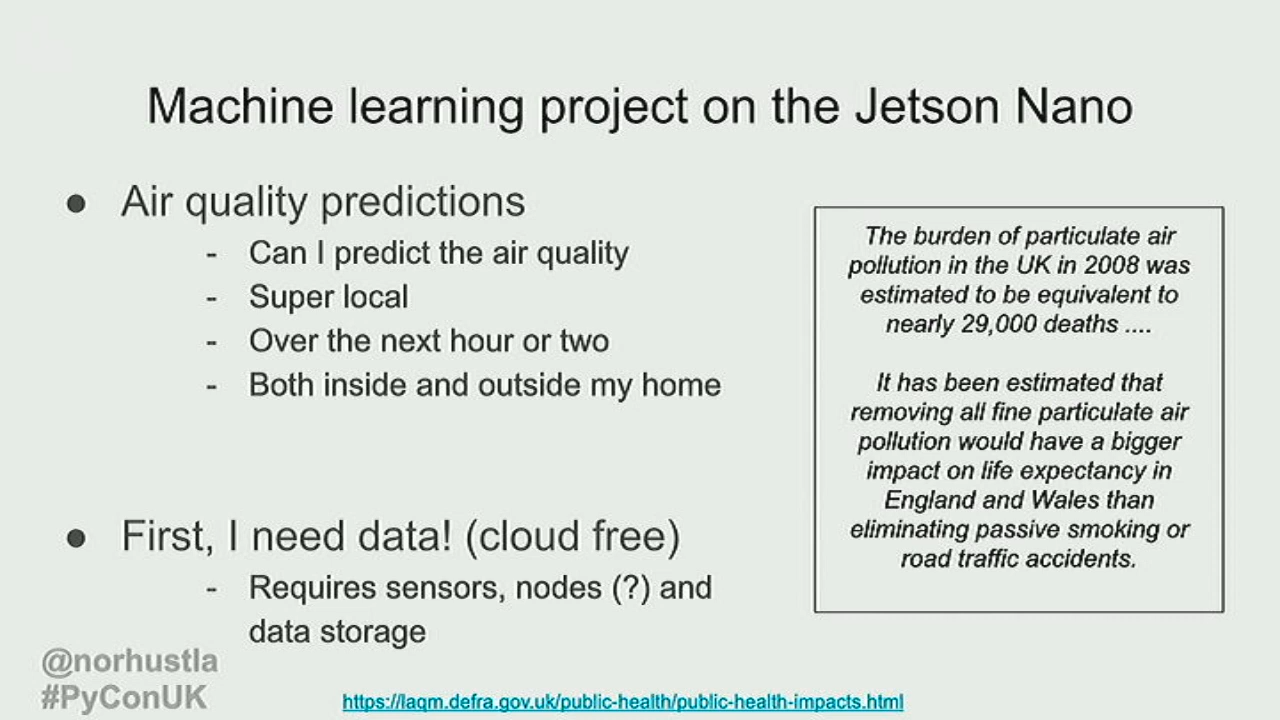 Machine learning project on the Jetson Nano
● Air quality predictions
- Can I predict the air quality
- Super local
- Over the next hour or two
- Both inside and outside my home
● First, I need data! (cloud free)
- Requires sensors, nodes (?) and
data storage
The burden of particulate air
pollution in the UK in 2008 was
estimated to be equivalent to
nearly 29,000 deaths ....
It has been estimated that
removing all fine particulate air
pollution would have a bigger
impact on life expectancy in
England and Wales than
eliminating passive smoking or
road traffic accidents.
@norhustla
#PyConUK
https://laqm.defra.gov.uk/public-health/public-health-impacts.html